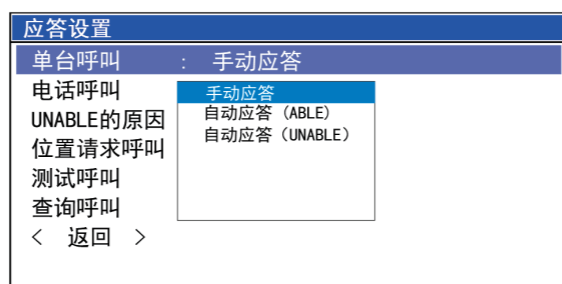 应答设置
单台呼叫 : 手动应答
电话呼叫
手动应答
UNABLE的原因
自动应答（ABLE）
自动应答（UNABLE）
位置请求呼叫
测试呼叫
查询呼叫
< 返回 >